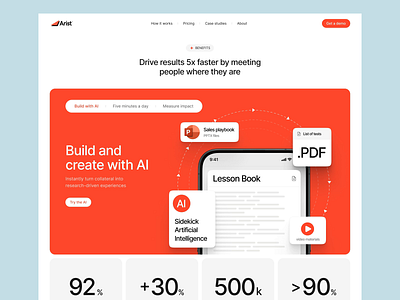 Arist
How it works
Pricing
Case studies
About
Get a demo
BENEFITS
Drive results 5x faster by meeting
people where they are
Build with AI
Five minutes a day
Measure impact
Build and
create with AI
Instantly turn collateral into
research-driven experiences
Try the AI
Sales playbook
PPTX files
List of texts
.PDF
9:41
Lesson Book
AI
Sidekick
Artificial
Intelligence
video materials
92%
+30%
500k
>90%